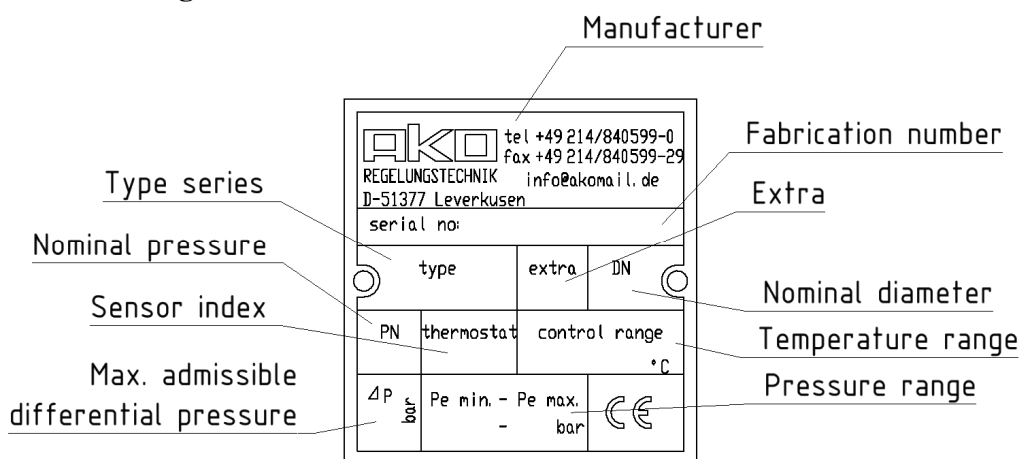 Manufacturer
AKO tel +49 214/840599-0
fax +49 214/840599-29
REGELUNGSTECHNIK info@akomail.de
D-51377 Leverkusen
Fabrication number
Type series
Extra
serial no:
Nominal pressure
type extra DN
Sensor index
Nominal diameter
PN thermostat control range
°C
Temperature range
Max. admissible
differential pressure
Pressure range
ΔP bar Pe min. - Pe max.
- bar
CE